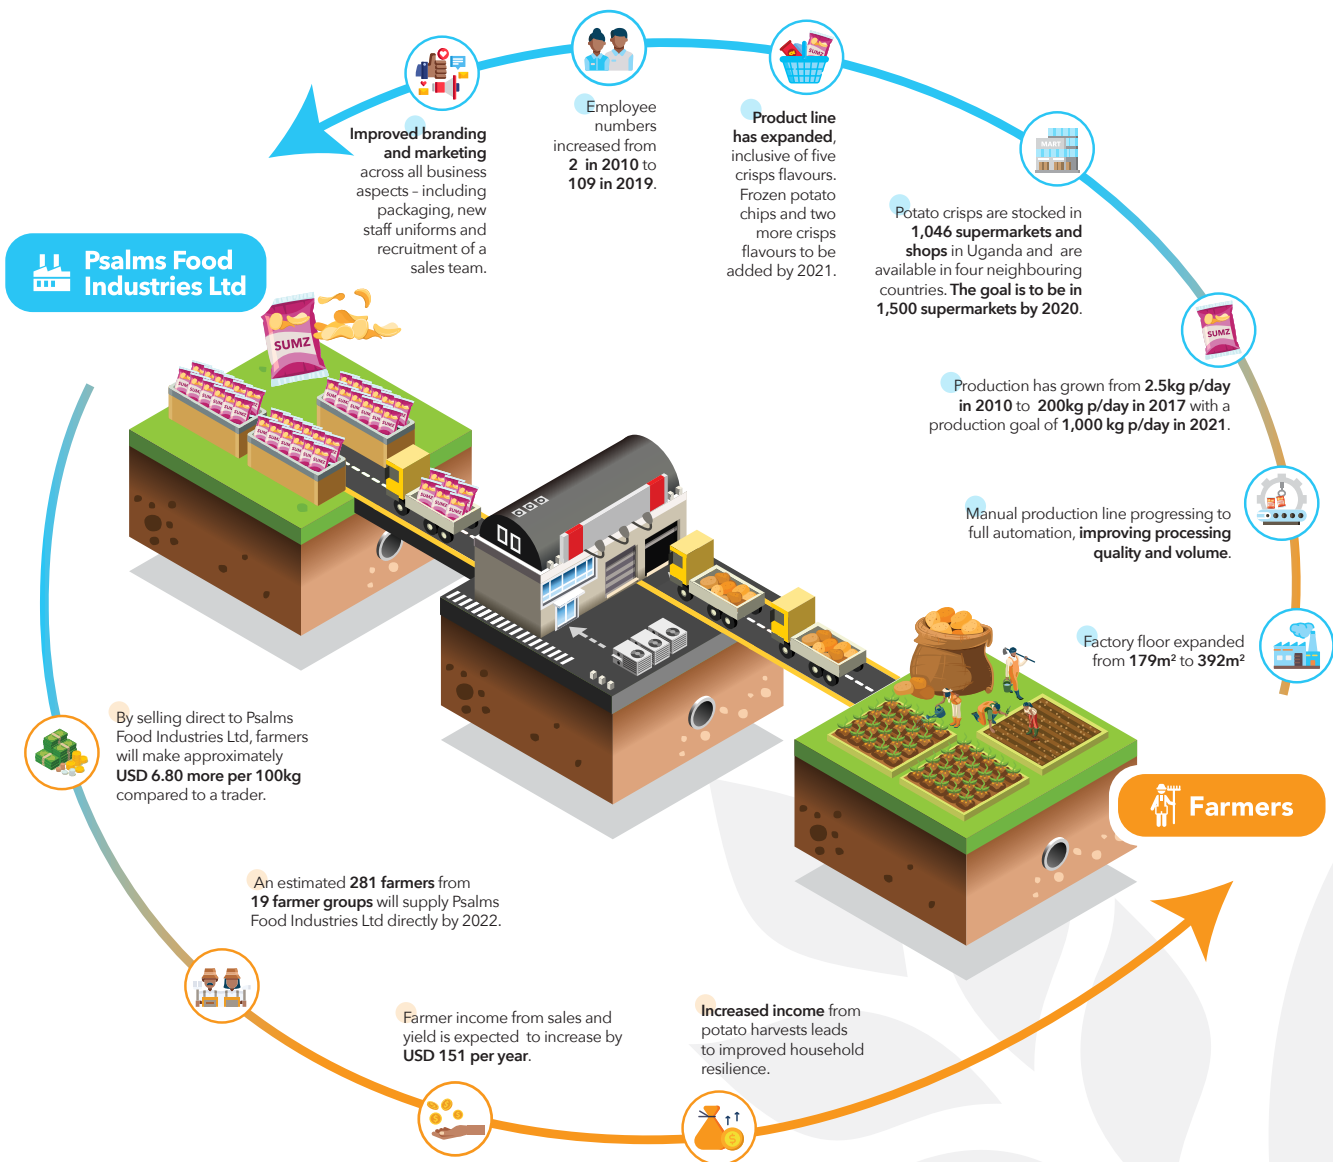 Improved branding
and marketing
across all business
aspects – including
packaging, new
staff uniforms and
recruitment of a
sales team.
Employee
numbers
increased from
2 in 2010 to
109 in 2019.
Product line
has expanded,
inclusive of five
crisps flavours.
Frozen potato
chips and two
more crisps
flavours to be
added by 2021.
SUMZ
MART
Potato crisps are stocked in
1,046 supermarkets and
shops in Uganda and are
available in four neighbouring
countries. The goal is to be in
1,500 supermarkets by 2020.
Psalms Food
Industries Ltd
SUMZ
SUMZ
Production has grown from 2.5kg p/day
in 2010 to 200kg p/day in 2017 with a
production goal of 1,000 kg p/day in 2021.
Manual production line progressing to
full automation, improving processing
quality and volume.
Factory floor expanded
from 179m² to 392m²
By selling direct to Psalms
Food Industries Ltd, farmers
will make approximately
USD 6.80 more per 100kg
compared to a trader.
Farmers
An estimated 281 farmers from
19 farmer groups will supply Psalms
Food Industries Ltd directly by 2022.
Farmer income from sales and
yield is expected to increase by
USD 151 per year.
Increased income from
potato harvests leads
to improved household
resilience.